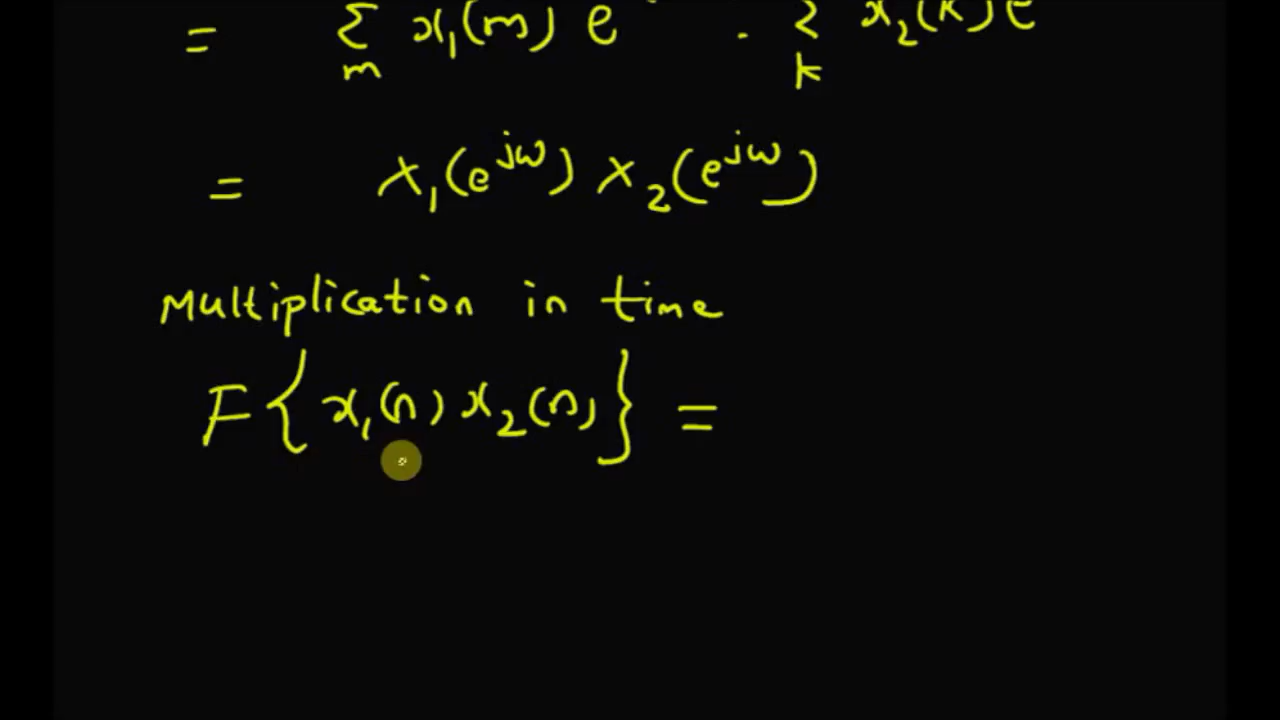 = Σ x₁(m) e · Σ x₂(k) e
m k
= X₁(e^{jω}) X₂(e^{jω})
Multiplication in time
F{x₁(n) x₂(n)} =